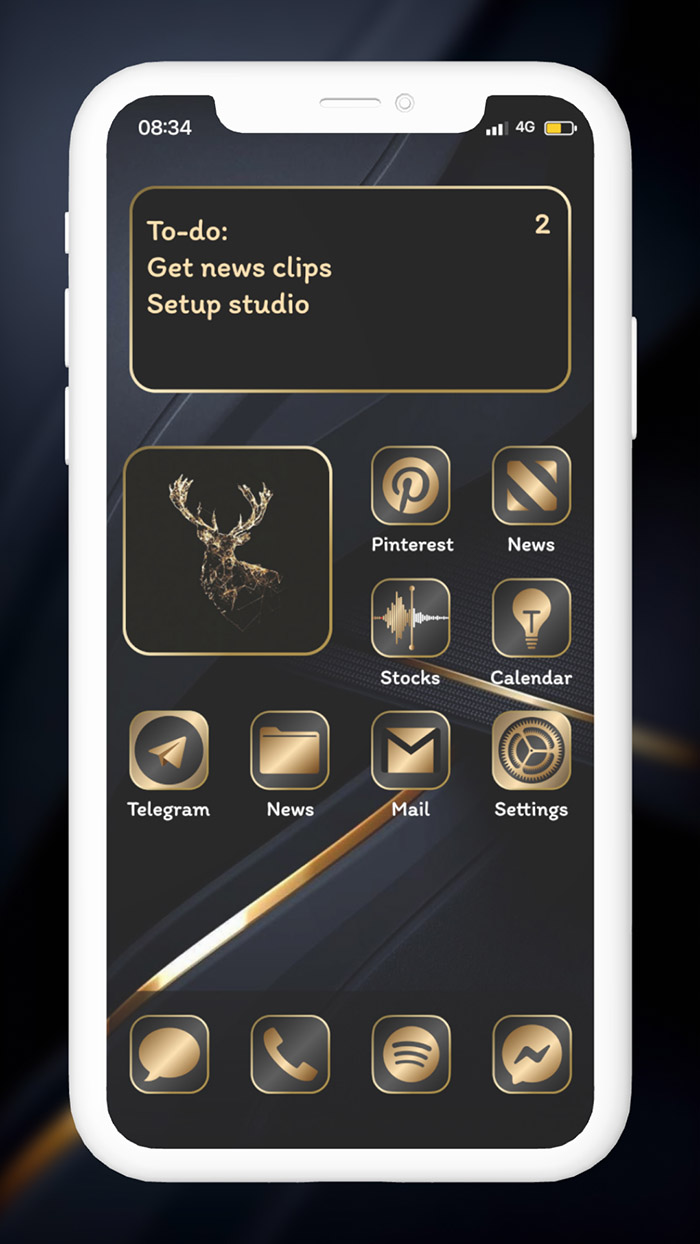 08:34
4G
To-do:
2
Get news clips
Setup studio
Pinterest
News
Stocks
T
Calendar
Telegram
News
Mail
Settings